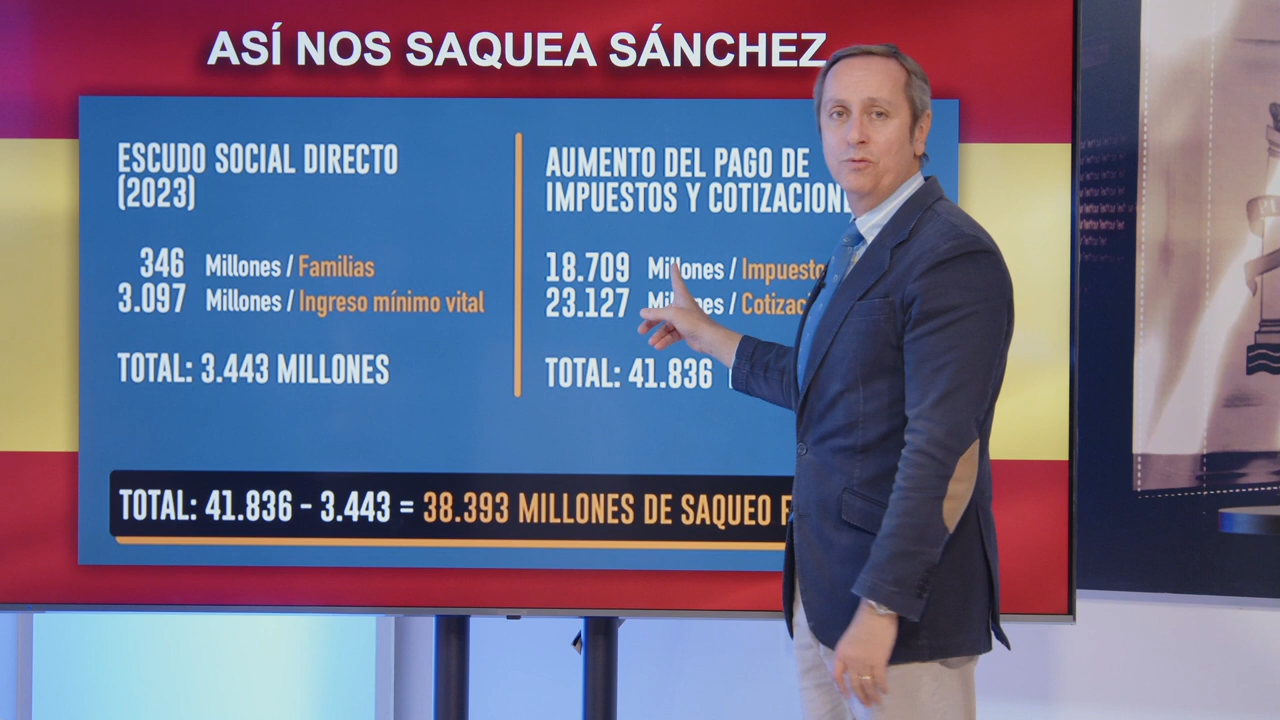 ASÍ NOS SAQUEA SÁNCHEZ
ESCUDO SOCIAL DIRECTO
(2023)
346 Millones / Familias
3.097 Millones / Ingreso mínimo vital
TOTAL: 3.443 MILLONES
AUMENTO DEL PAGO DE
IMPUESTOS Y
18.709 Millones /
23.127 Millones /
TOTAL: 41.836
TOTAL: 41.836 - 3.443 = 38.393 MILLONES DE SAQUEO